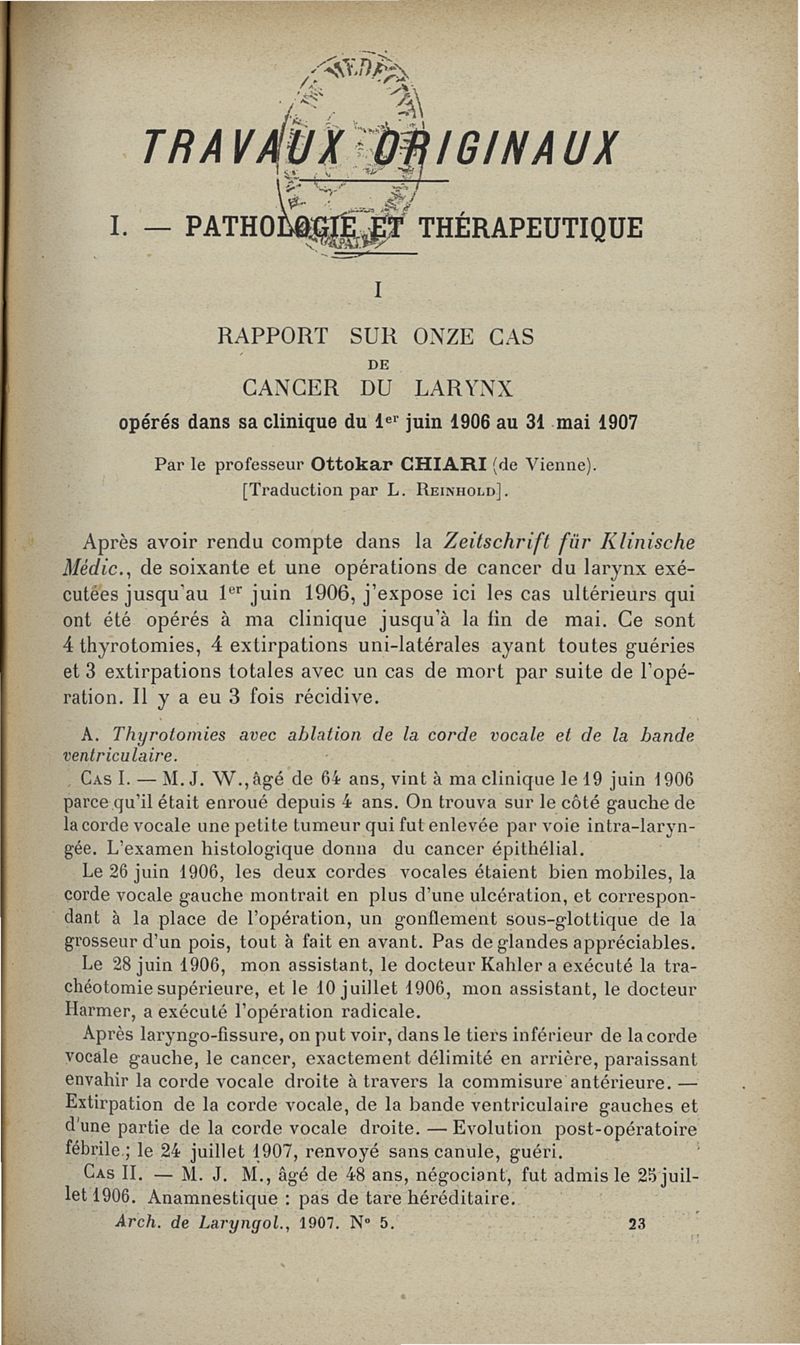 TRAVAUX ORIGINAUX
I. — PATHOLOGIE ET THÉRAPEUTIQUE
I
RAPPORT SUR ONZE CAS
DE
CANCER DU LARYNX
opérés dans sa clinique du 1er juin 1906 au 31 mai 1907
Par le professeur Ottokar CHIARI (de Vienne).
[Traduction par L. REINHOLD].
Après avoir rendu compte dans la Zeitschrift für Klinische
Médic., de soixante et une opérations de cancer du larynx exé-
cutées jusqu'au 1er juin 1906, j'expose ici les cas ultérieurs qui
ont été opérés à ma clinique jusqu'à la fin de mai. Ce sont
4 thyrotomies, 4 extirpations uni-latérales ayant toutes guéries
et 3 extirpations totales avec un cas de mort par suite de l'opé-
ration. Il y a eu 3 fois récidive.
A. Thyrotomies avec ablation de la corde vocale et de la bande
ventriculaire.
CAS I. — M. J. W., âgé de 64 ans, vint à ma clinique le 19 juin 1906
parce qu'il était enroué depuis 4 ans. On trouva sur le côté gauche de
la corde vocale une petite tumeur qui fut enlevée par voie intra-laryn-
gée. L'examen histologique donna du cancer épithélial.
Le 26 juin 1906, les deux cordes vocales étaient bien mobiles, la
corde vocale gauche montrait en plus d'une ulcération, et correspon-
dant à la place de l'opération, un gonflement sous-glottique de la
grosseur d'un pois, tout à fait en avant. Pas de glandes appréciables.
Le 28 juin 1906, mon assistant, le docteur Kahler a exécuté la tra-
chéotomie supérieure, et le 10 juillet 1906, mon assistant, le docteur
Harmer, a exécuté l'opération radicale.
Après laryngo-fissure, on put voir, dans le tiers inférieur de la corde
vocale gauche, le cancer, exactement délimité en arrière, paraissant
envahir la corde vocale droite à travers la commisure antérieure. —
Extirpation de la corde vocale, de la bande ventriculaire gauches et
d'une partie de la corde vocale droite. — Evolution post-opératoire
fébrile ; le 24 juillet 1907, renvoyé sans canule, guéri.
CAS II. — M. J. M., âgé de 48 ans, négociant, fut admis le 25 juil-
let 1906. Anamnestique : pas de tare héréditaire.
Arch. de Laryngol., 1907. N° 5. 23